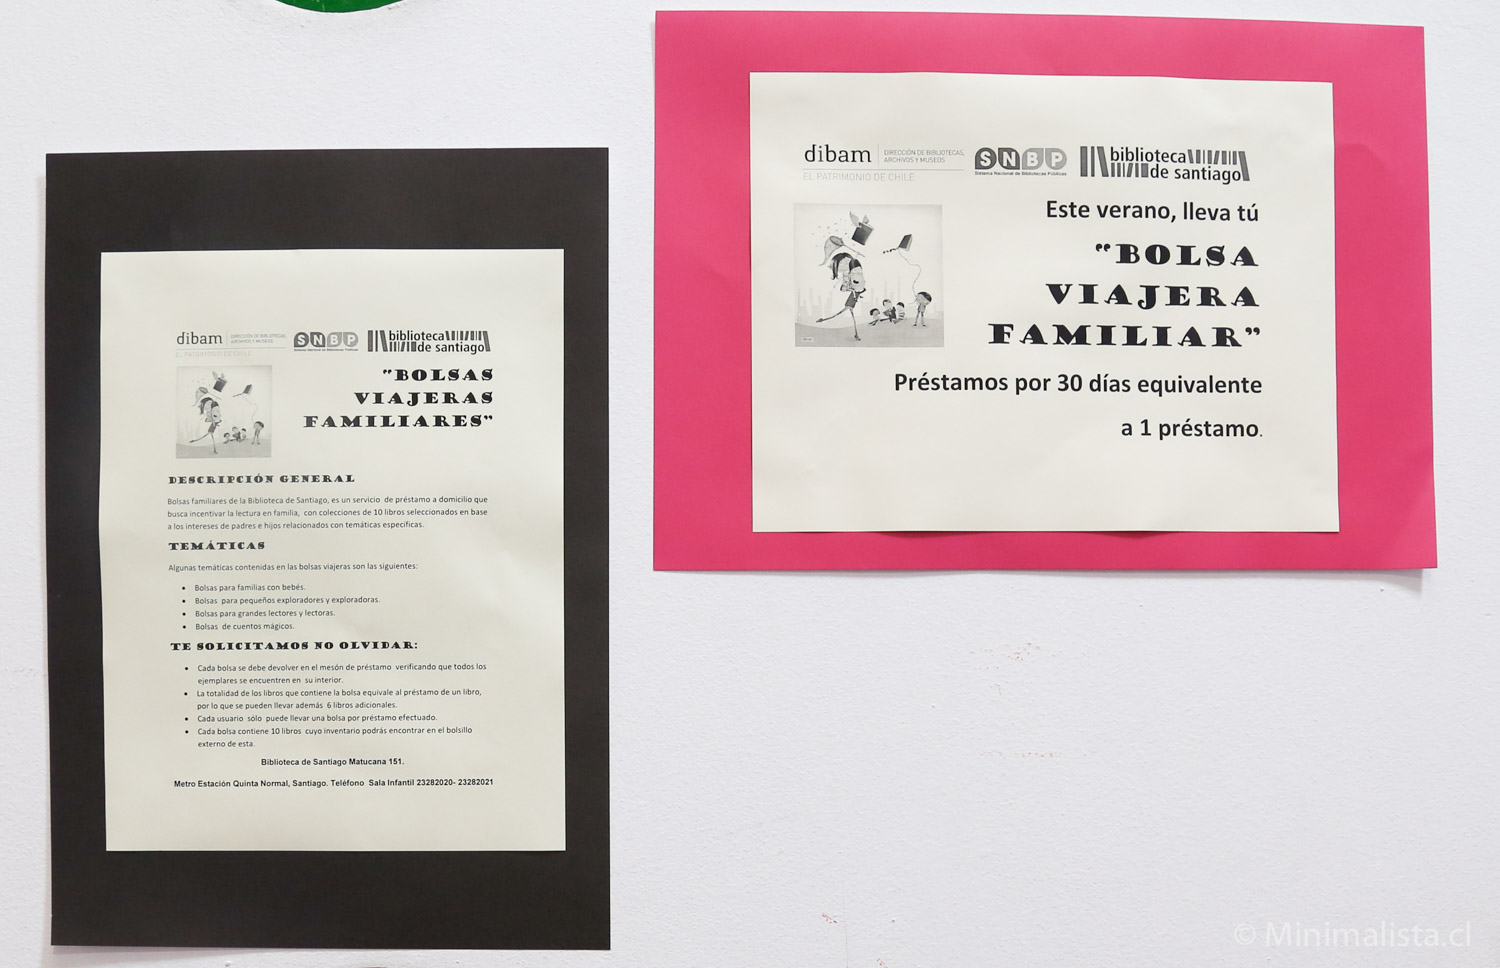 dibam
DIRECCIÓN DE BIBLIOTECAS,
ARCHIVOS Y MUSEOS
EL PATRIMONIO DE CHILE
SNBP
Sistema Nacional de Bibliotecas Públicas
biblioteca
de santiago
"BOLSAS
VIAJERAS
FAMILIARES"
DESCRIPCIÓN GENERAL
Bolsas familiares de la Biblioteca de Santiago, es un servicio de préstamo a domicilio que
busca incentivar la lectura en familia, con colecciones de 10 libros seleccionados en base
a los intereses de padres e hijos relacionados con temáticas especificas.
TEMÁTICAS
Algunas temáticas contenidas en las bolsas viajeras son las siguientes:
• Bolsas para familias con bebés.
• Bolsas para pequeños exploradores y exploradoras.
• Bolsas para grandes lectores y lectoras.
• Bolsas de cuentos mágicos.
TE SOLICITAMOS NO OLVIDAR:
• Cada bolsa se debe devolver en el mesón de préstamo verificando que todos los
ejemplares se encuentren en su interior.
• La totalidad de los libros que contiene la bolsa equivale al préstamo de un libro,
por lo que se pueden llevar además 6 libros adicionales.
• Cada usuario sólo puede llevar una bolsa por préstamo efectuado.
• Cada bolsa contiene 10 libros cuyo inventario podrás encontrar en el bolsillo
externo de esta.
Biblioteca de Santiago Matucana 151.
Metro Estación Quinta Normal, Santiago. Teléfono Sala Infantil 23282020- 23282021
dibam
DIRECCIÓN DE BIBLIOTECAS,
ARCHIVOS Y MUSEOS
EL PATRIMONIO DE CHILE
SNBP
Sistema Nacional de Bibliotecas Públicas
biblioteca
de santiago
Este verano, lleva tú
"BOLSA
VIAJERA
FAMILIAR"
Préstamos por 30 días equivalente
a 1 préstamo.
© Minimalista.cl